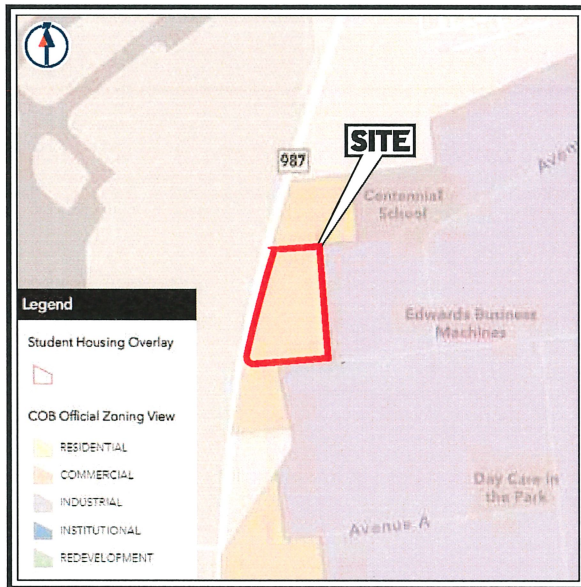 SITE
987
Avenue
Centennial
School
Edwards Business
Machines
Day Care in
the Park
Avenue A
Legend
Student Housing Overlay
COB Official Zoning View
RESIDENTIAL
COMMERCIAL
INDUSTRIAL
INSTITUTIONAL
REDEVELOPMENT